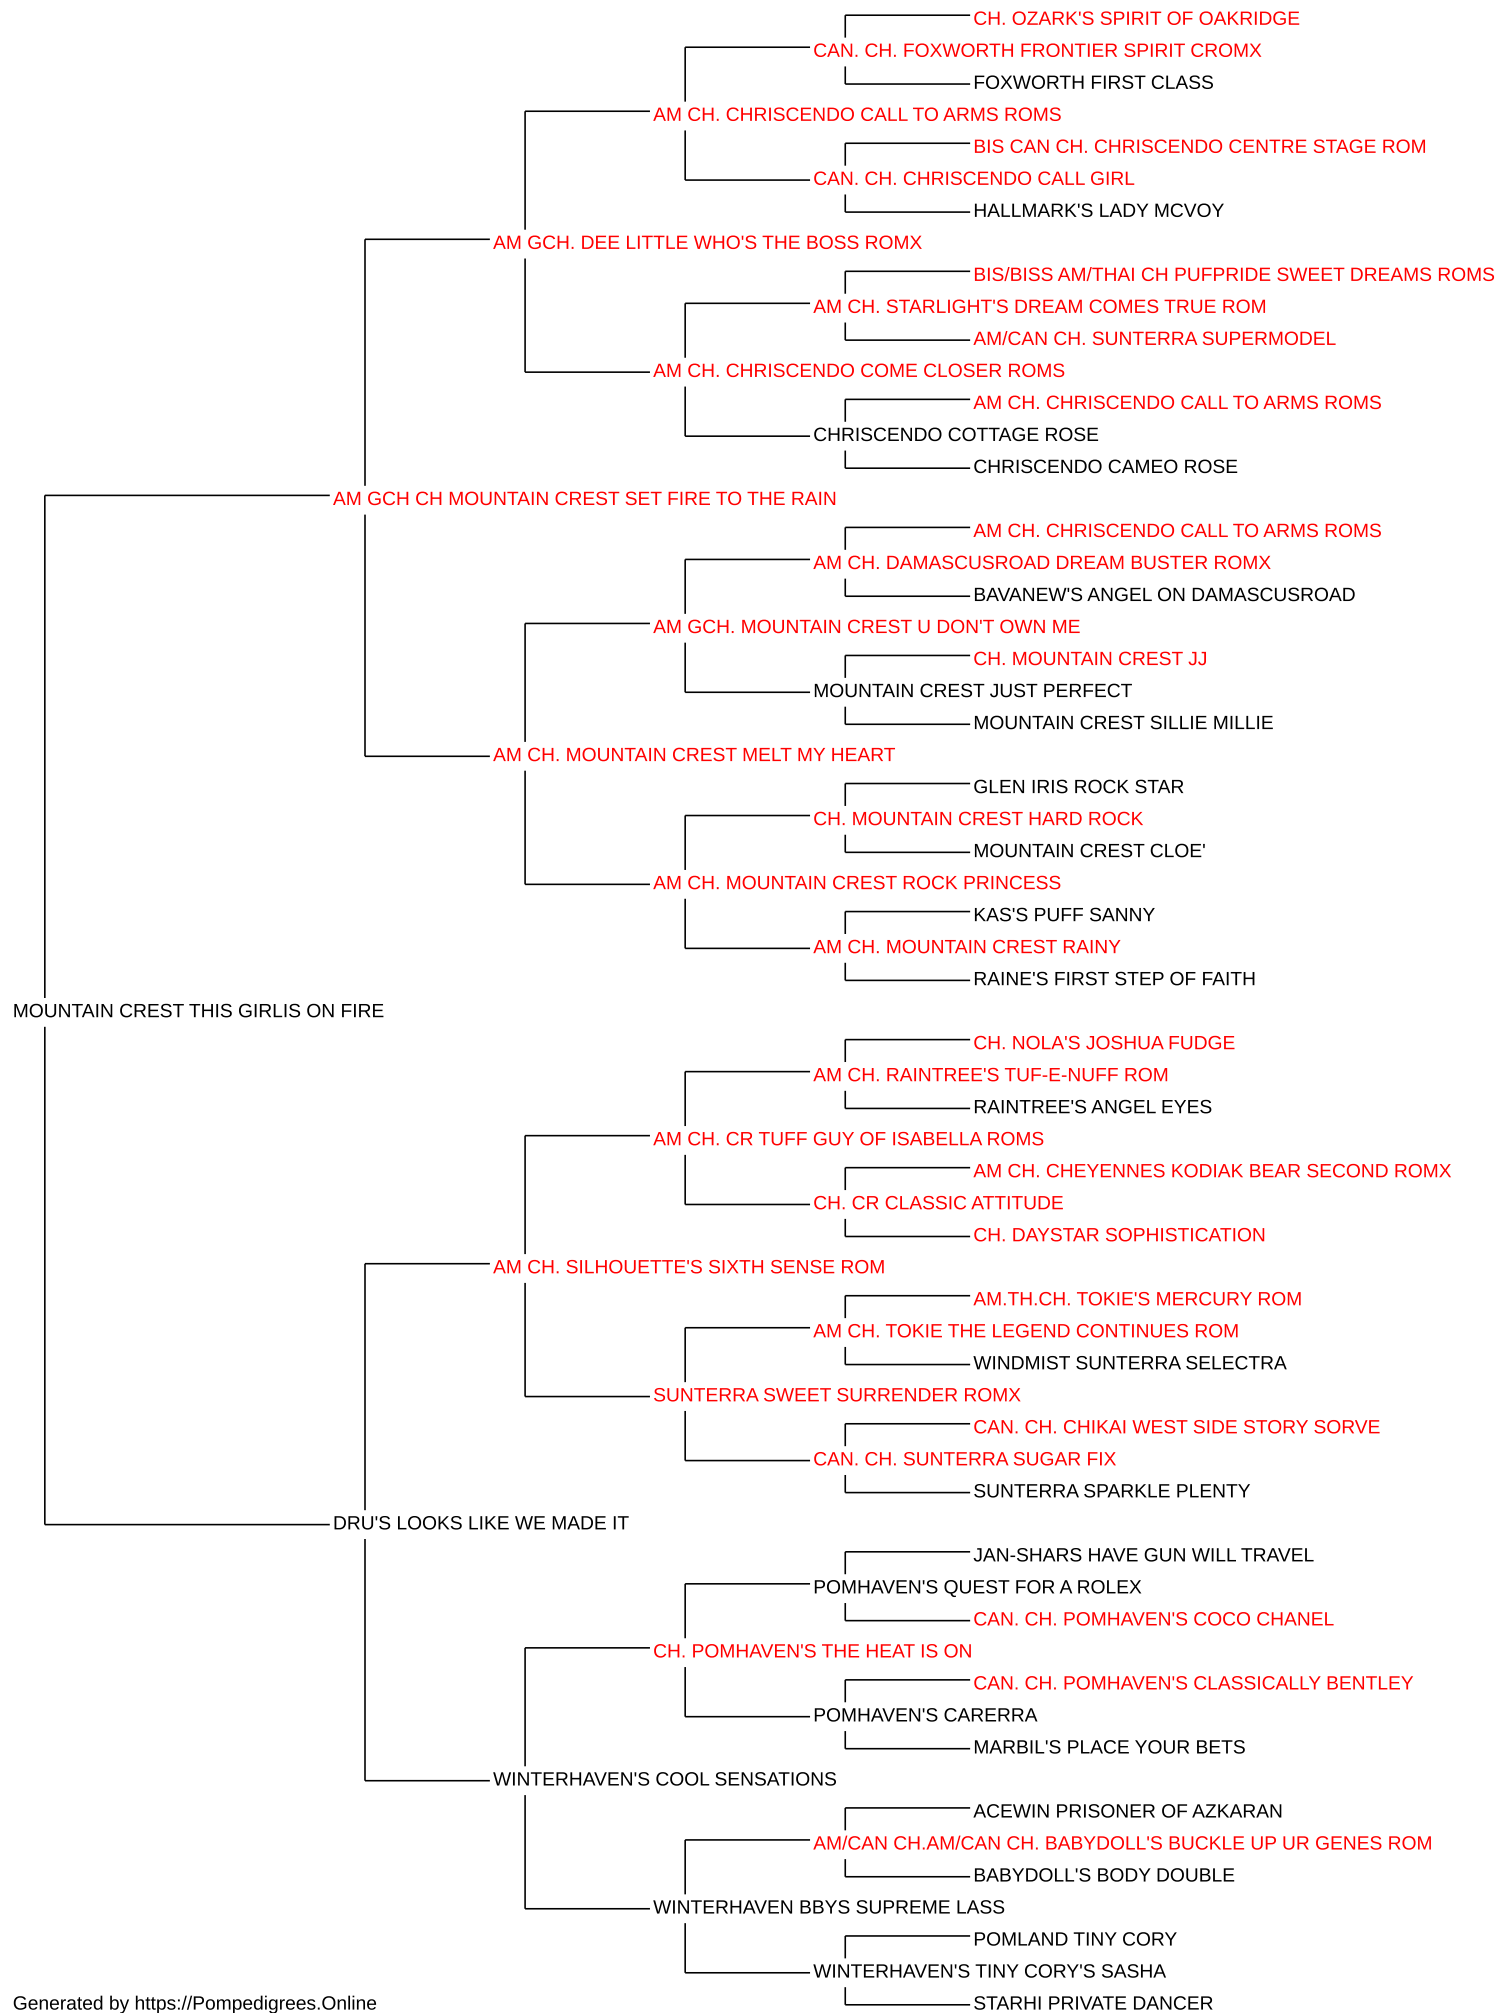 CH. OZARK'S SPIRIT OF OAKRIDGE
CAN. CH. FOXWORTH FRONTIER SPIRIT CROMX
FOXWORTH FIRST CLASS
AM CH. CHRISCENDO CALL TO ARMS ROMS
BIS CAN CH. CHRISCENDO CENTRE STAGE ROM
CAN. CH. CHRISCENDO CALL GIRL
HALLMARK'S LADY MCVOY
AM GCH. DEE LITTLE WHO'S THE BOSS ROMX
BIS/BISS AM/THAI CH PUFPRIDE SWEET DREAMS ROMS
AM CH. STARLIGHT'S DREAM COMES TRUE ROM
AM/CAN CH. SUNTERRA SUPERMODEL
AM CH. CHRISCENDO COME CLOSER ROMS
AM CH. CHRISCENDO CALL TO ARMS ROMS
CHRISCENDO COTTAGE ROSE
CHRISCENDO CAMEO ROSE
AM GCH CH MOUNTAIN CREST SET FIRE TO THE RAIN
AM CH. CHRISCENDO CALL TO ARMS ROMS
AM CH. DAMASCUSROAD DREAM BUSTER ROMX
BAVANEW'S ANGEL ON DAMASCUSROAD
AM GCH. MOUNTAIN CREST U DON'T OWN ME
CH. MOUNTAIN CREST JJ
MOUNTAIN CREST JUST PERFECT
MOUNTAIN CREST SILLIE MILLIE
AM CH. MOUNTAIN CREST MELT MY HEART
GLEN IRIS ROCK STAR
CH. MOUNTAIN CREST HARD ROCK
MOUNTAIN CREST CLOE'
AM CH. MOUNTAIN CREST ROCK PRINCESS
KAS'S PUFF SANNY
AM CH. MOUNTAIN CREST RAINY
RAINE'S FIRST STEP OF FAITH
MOUNTAIN CREST THIS GIRLIS ON FIRE
CH. NOLA'S JOSHUA FUDGE
AM CH. RAINTREE'S TUF-E-NUFF ROM
RAINTREE'S ANGEL EYES
AM CH. CR TUFF GUY OF ISABELLA ROMS
AM CH. CHEYENNES KODIAK BEAR SECOND ROMX
CH. CR CLASSIC ATTITUDE
CH. DAYSTAR SOPHISTICATION
AM CH. SILHOUETTE'S SIXTH SENSE ROM
AM.TH.CH. TOKIE'S MERCURY ROM
AM CH. TOKIE THE LEGEND CONTINUES ROM
WINDMIST SUNTERRA SELECTRA
SUNTERRA SWEET SURRENDER ROMX
CAN. CH. CHIKAI WEST SIDE STORY SORVE
CAN. CH. SUNTERRA SUGAR FIX
SUNTERRA SPARKLE PLENTY
DRU'S LOOKS LIKE WE MADE IT
JAN-SHARS HAVE GUN WILL TRAVEL
POMHAVEN'S QUEST FOR A ROLEX
CAN. CH. POMHAVEN'S COCO CHANEL
CH. POMHAVEN'S THE HEAT IS ON
CAN. CH. POMHAVEN'S CLASSICALLY BENTLEY
POMHAVEN'S CARERRA
MARBIL'S PLACE YOUR BETS
WINTERHAVEN'S COOL SENSATIONS
ACEWIN PRISONER OF AZKARAN
AM/CAN CH.AM/CAN CH. BABYDOLL'S BUCKLE UP UR GENES ROM
BABYDOLL'S BODY DOUBLE
WINTERHAVEN BBYS SUPREME LASS
POMLAND TINY CORY
WINTERHAVEN'S TINY CORY'S SASHA
STARHI PRIVATE DANCER
Generated by https://Pompedigrees.Online